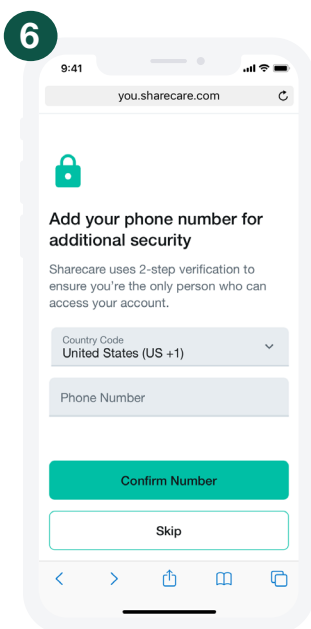 6
9:41
you.sharecare.com
Add your phone number for
additional security
Sharecare uses 2-step verification to
ensure you're the only person who can
access your account.
Country Code
United States (US +1)
Phone Number
Confirm Number
Skip